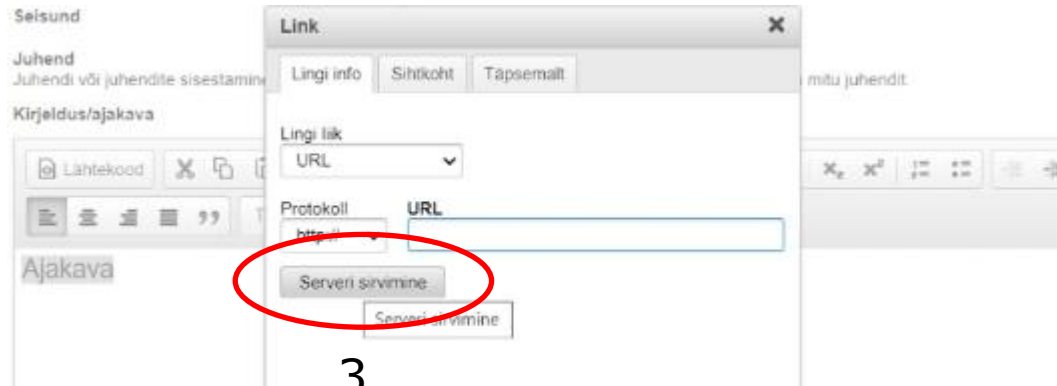 Seisund
Link
Juhend
Juhendi või juhendite sisestamine
mitu juhendit.
Lingi info
Sihtkoht
Täpsemalt
Kirjeldus/ajakava
Lingi liik
URL
Lähtekood
Protokoll
URL
http://
Ajakava
Serveri sirvimine
Serveri sirvimine
3